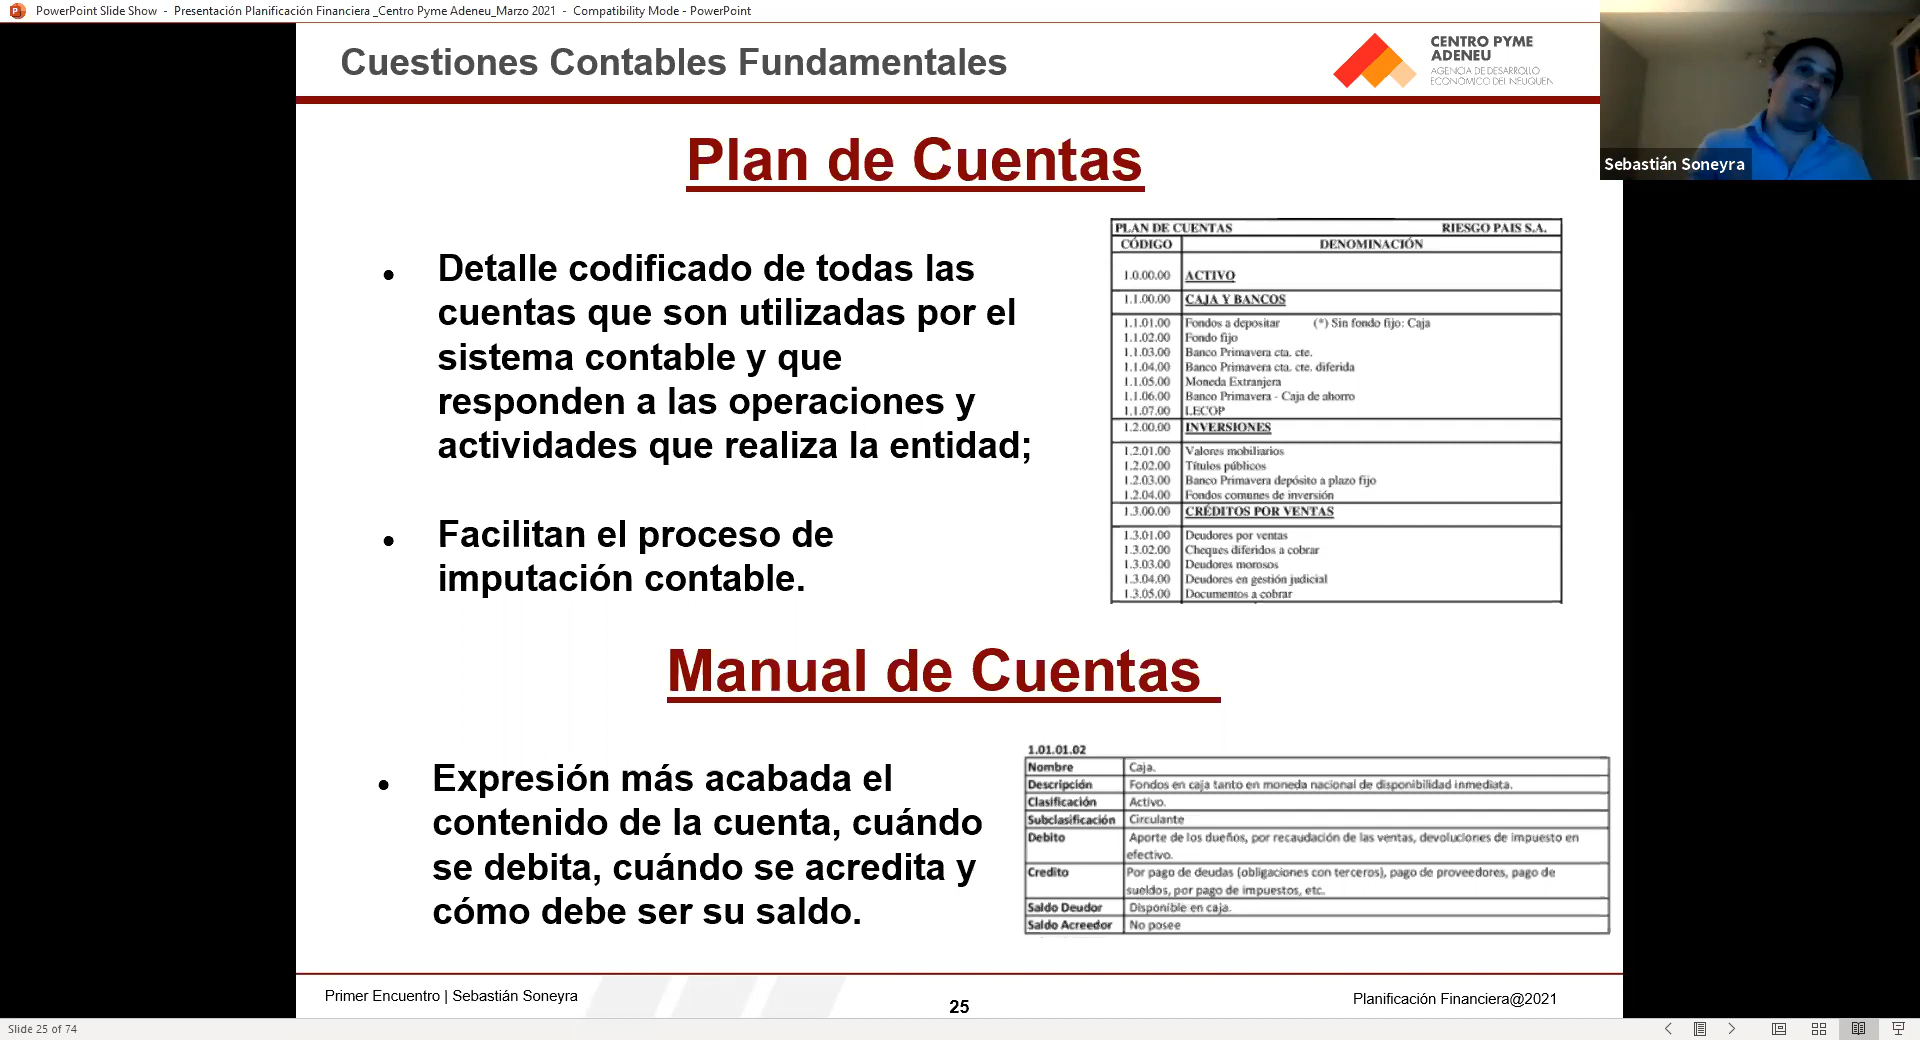 PowerPoint Slide Show - Presentación Planificación Financiera _Centro Pyme Adeneu_Marzo 2021 - Compatibility Mode - PowerPoint
Cuestiones Contables Fundamentales
CENTRO PYME
ADENEU
AGENCIA DE DESARROLLO
ECONOMICO DEL NEUQUEN
Sebastián Soneyra
Plan de Cuentas
Detalle codificado de todas las
cuentas que son utilizadas por el
sistema contable y que
responden a las operaciones y
actividades que realiza la entidad;
Facilitan el proceso de
imputación contable.
PLAN DE CUENTAS RIESGO PAIS S.A.
CÓDIGO DENOMINACIÓN
1.0.00.00 ACTIVO
1.1.00.00 CAJA Y BANCOS
1.1.01.00 Fondos a depositar (*) Sin fondo fijo: Caja
1.1.02.00 Fondo fijo
1.1.03.00 Banco Primavera cta. cte.
1.1.04.00 Banco Primavera cta. cte. diferida
1.1.05.00 Moneda Extranjera
1.1.06.00 Banco Primavera - Caja de ahorro
1.1.07.00 LECOP
1.2.00.00 INVERSIONES
1.2.01.00 Valores mobiliarios
1.2.02.00 Títulos públicos
1.2.03.00 Banco Primavera depósito a plazo fijo
1.2.04.00 Fondos comunes de inversión
1.3.00.00 CRÉDITOS POR VENTAS
1.3.01.00 Deudores por ventas
1.3.02.00 Cheques diferidos a cobrar
1.3.03.00 Deudores morosos
1.3.04.00 Deudores en gestión judicial
1.3.05.00 Documentos a cobrar
Manual de Cuentas
Expresión más acabada el
contenido de la cuenta, cuándo
se debita, cuándo se acredita y
cómo debe ser su saldo.
1.01.01.02
Nombre Caja.
Descripción Fondos en caja tanto en moneda nacional de disponibilidad inmediata.
Clasificación Activo.
Subclasificación Circulante
Debito Aporte de los dueños, por recaudación de las ventas, devoluciones de impuesto en
efectivo.
Credito Por pago de deudas (obligaciones con terceros), pago de proveedores, pago de
sueldos, por pago de impuestos, etc.
Saldo Deudor Disponible en caja.
Saldo Acreedor No posee
Primer Encuentro | Sebastián Soneyra
25
Planificación Financiera@2021
Slide 25 of 74